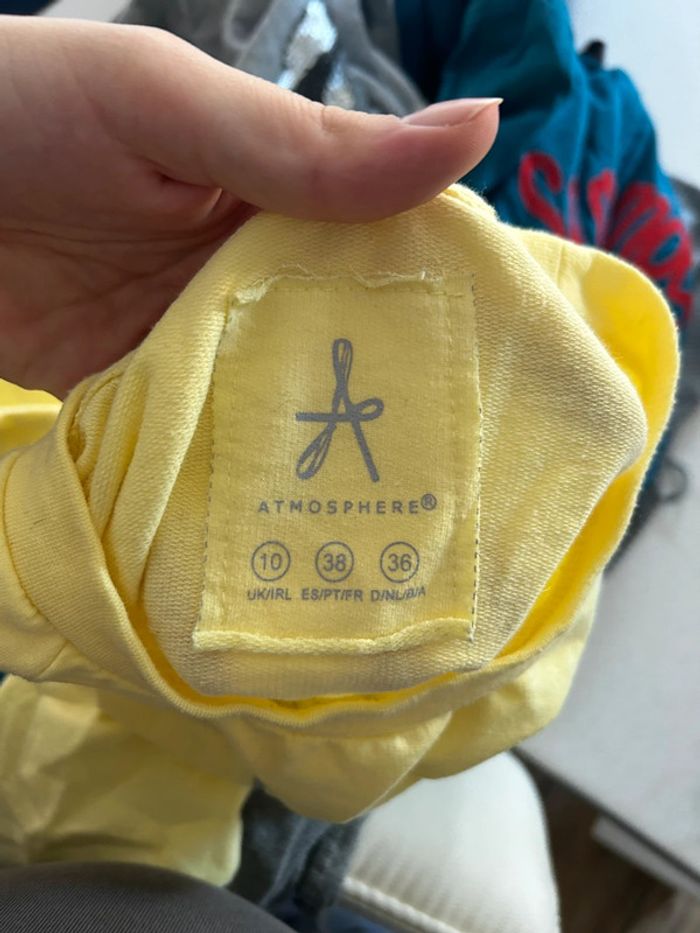 ATMOSPHERE®
10 38 36
UK/IRL ES/PT/FR D/NL/B/A